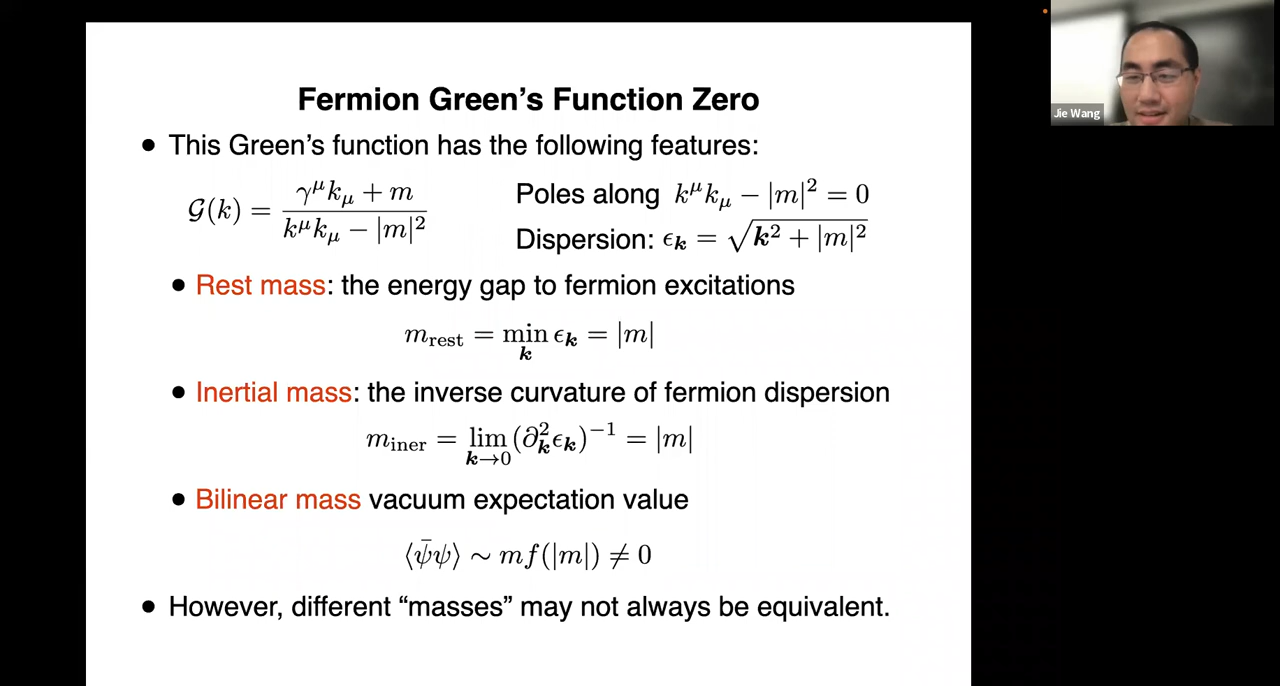 Fermion Green's Function Zero
• This Green's function has the following features:
𝒢(k) = (γ^μ k_μ + m) / (k^μ k_μ − |m|²)
Poles along k^μ k_μ − |m|² = 0
Dispersion: ϵ_𝒌 = √(𝒌² + |m|²)
• Rest mass: the energy gap to fermion excitations
m_rest = min_𝒌 ϵ_𝒌 = |m|
• Inertial mass: the inverse curvature of fermion dispersion
m_iner = lim_{𝒌→0} (∂²_𝒌 ϵ_𝒌)^{−1} = |m|
• Bilinear mass vacuum expectation value
⟨ψ̄ψ⟩ ∼ m f(|m|) ≠ 0
• However, different “masses” may not always be equivalent.
Jie Wang